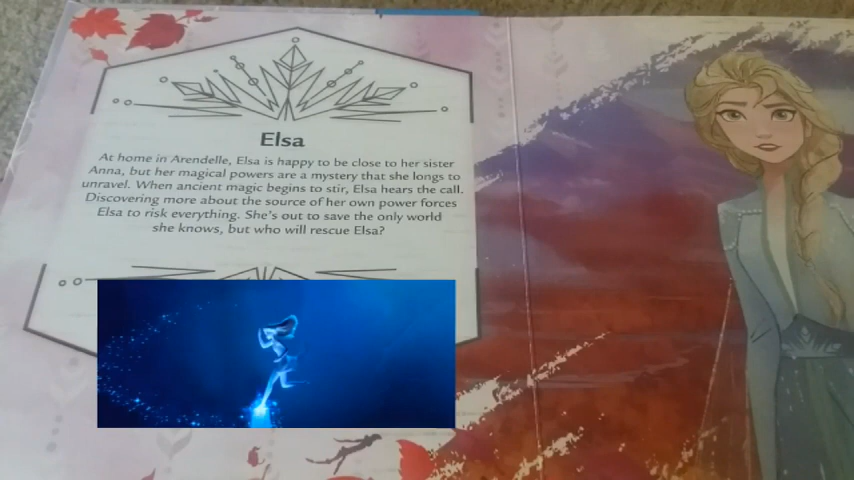 Elsa
At home in Arendelle, Elsa is happy to be close to her sister
Anna, but her magical powers are a mystery that she longs to
unravel. When ancient magic begins to stir, Elsa hears the call.
Discovering more about the source of her own power forces
Elsa to risk everything. She's out to save the only world
she knows, but who will rescue Elsa?